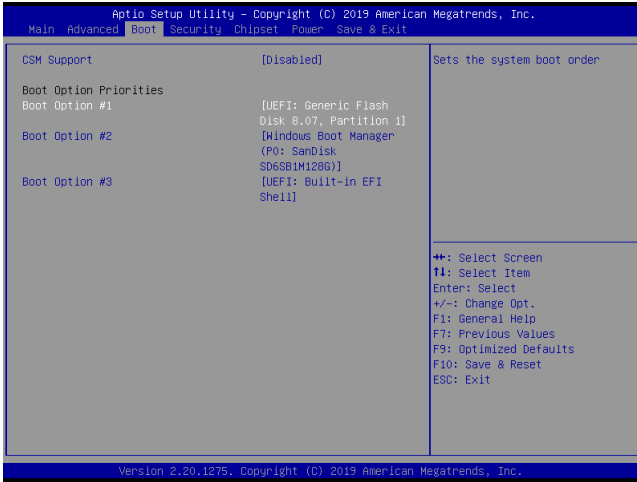 Aptio Setup Utility – Copyright (C) 2019 American Megatrends, Inc.
Main Advanced Boot Security Chipset Power Save & Exit
CSM Support [Disabled]
Boot Option Priorities
Boot Option #1 [UEFI: Generic Flash
Disk 8.07, Partition 1]
Boot Option #2 [Windows Boot Manager
(P0: SanDisk
SD6SB1M128G)]
Boot Option #3 [UEFI: Built-in EFI
Shell]
Sets the system boot order
→←: Select Screen
↑↓: Select Item
Enter: Select
+/-: Change Opt.
F1: General Help
F7: Previous Values
F9: Optimized Defaults
F10: Save & Reset
ESC: Exit
Version 2.20.1275. Copyright (C) 2019 American Megatrends, Inc.